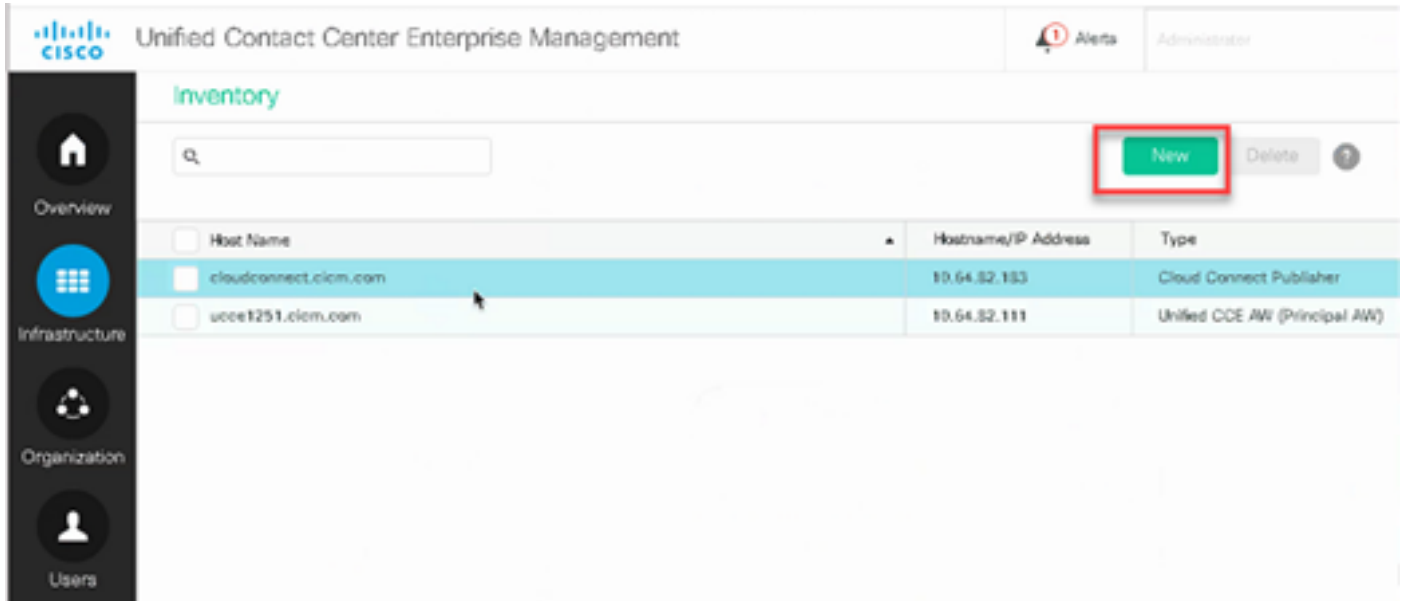 CISCO Unified Contact Center Enterprise Management
1 Alerts Administrator
Inventory
New Delete ?
Overview
Host Name Hostname/IP Address Type
cloudconnect.cicm.com 10.64.82.183 Cloud Connect Publisher
ucce1251.cicm.com 10.64.82.111 Unified CCE AW (Principal AW)
Infrastructure
Organization
Users